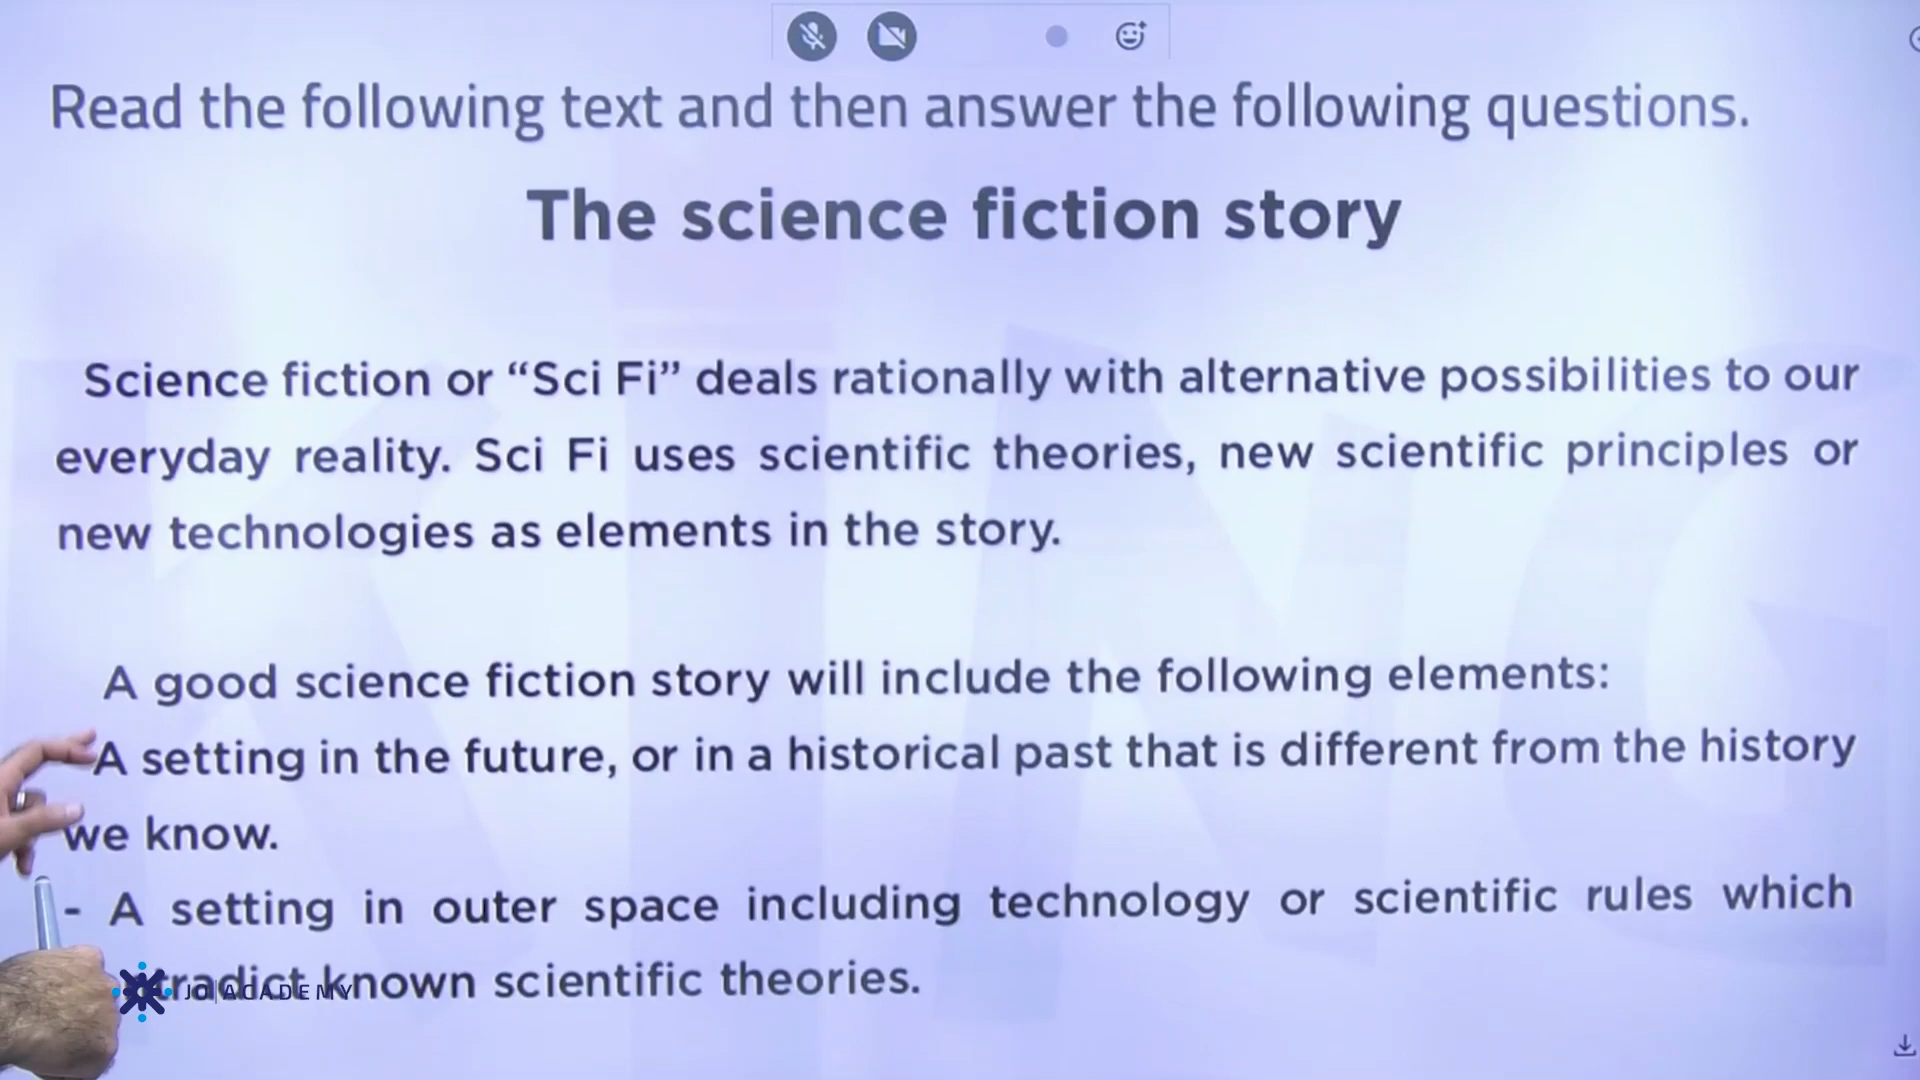 Read the following text and then answer the following questions.
The science fiction story
Science fiction or “Sci Fi” deals rationally with alternative possibilities to our
everyday reality. Sci Fi uses scientific theories, new scientific principles or
new technologies as elements in the story.
A good science fiction story will include the following elements:
A setting in the future, or in a historical past that is different from the history
we know.
- A setting in outer space including technology or scientific rules which
known scientific theories.
JO|ACADEMY